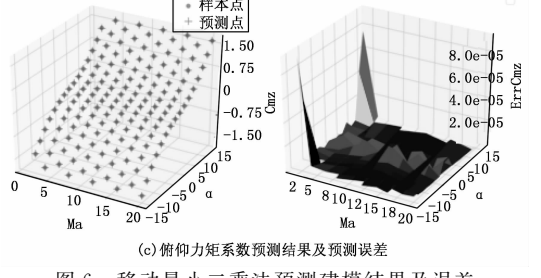 样本点
预测点
1.50
0.75
0
-0.75
-1.50
Cmz
0 5 10 15 20
Ma
-15 -10 -5 0 5 10 15
α
8.0e-05
6.0e-05
4.0e-05
2.0e-05
ErrCmz
2 5 8 10 12 15 18 20
Ma
-15 -10 -5 0 5 10 15
α
(c)俯仰力矩系数预测结果及预测误差
图 6 移动最小二乘法预测建模结果及误差